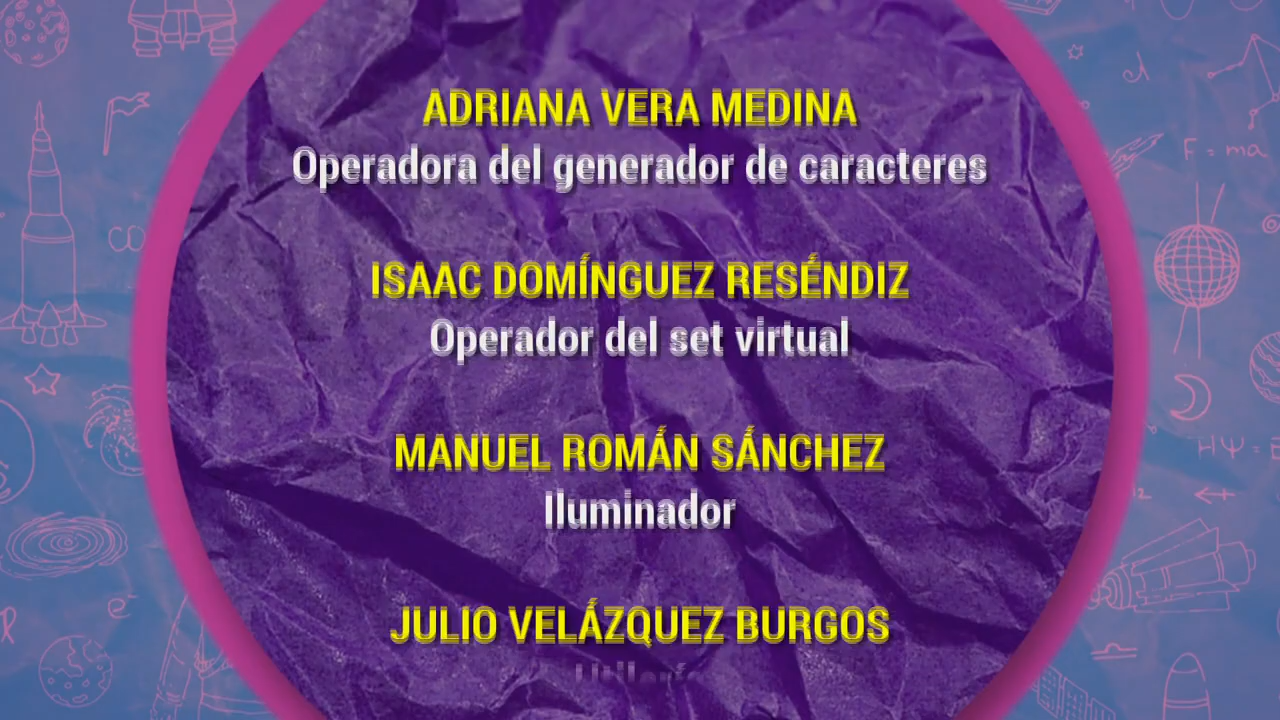 ADRIANA VERA MEDINA
Operadora del generador de caracteres
ISAAC DOMÍNGUEZ RESÉNDIZ
Operador del set virtual
MANUEL ROMÁN SÁNCHEZ
Iluminador
JULIO VELÁZQUEZ BURGOS
F = ma